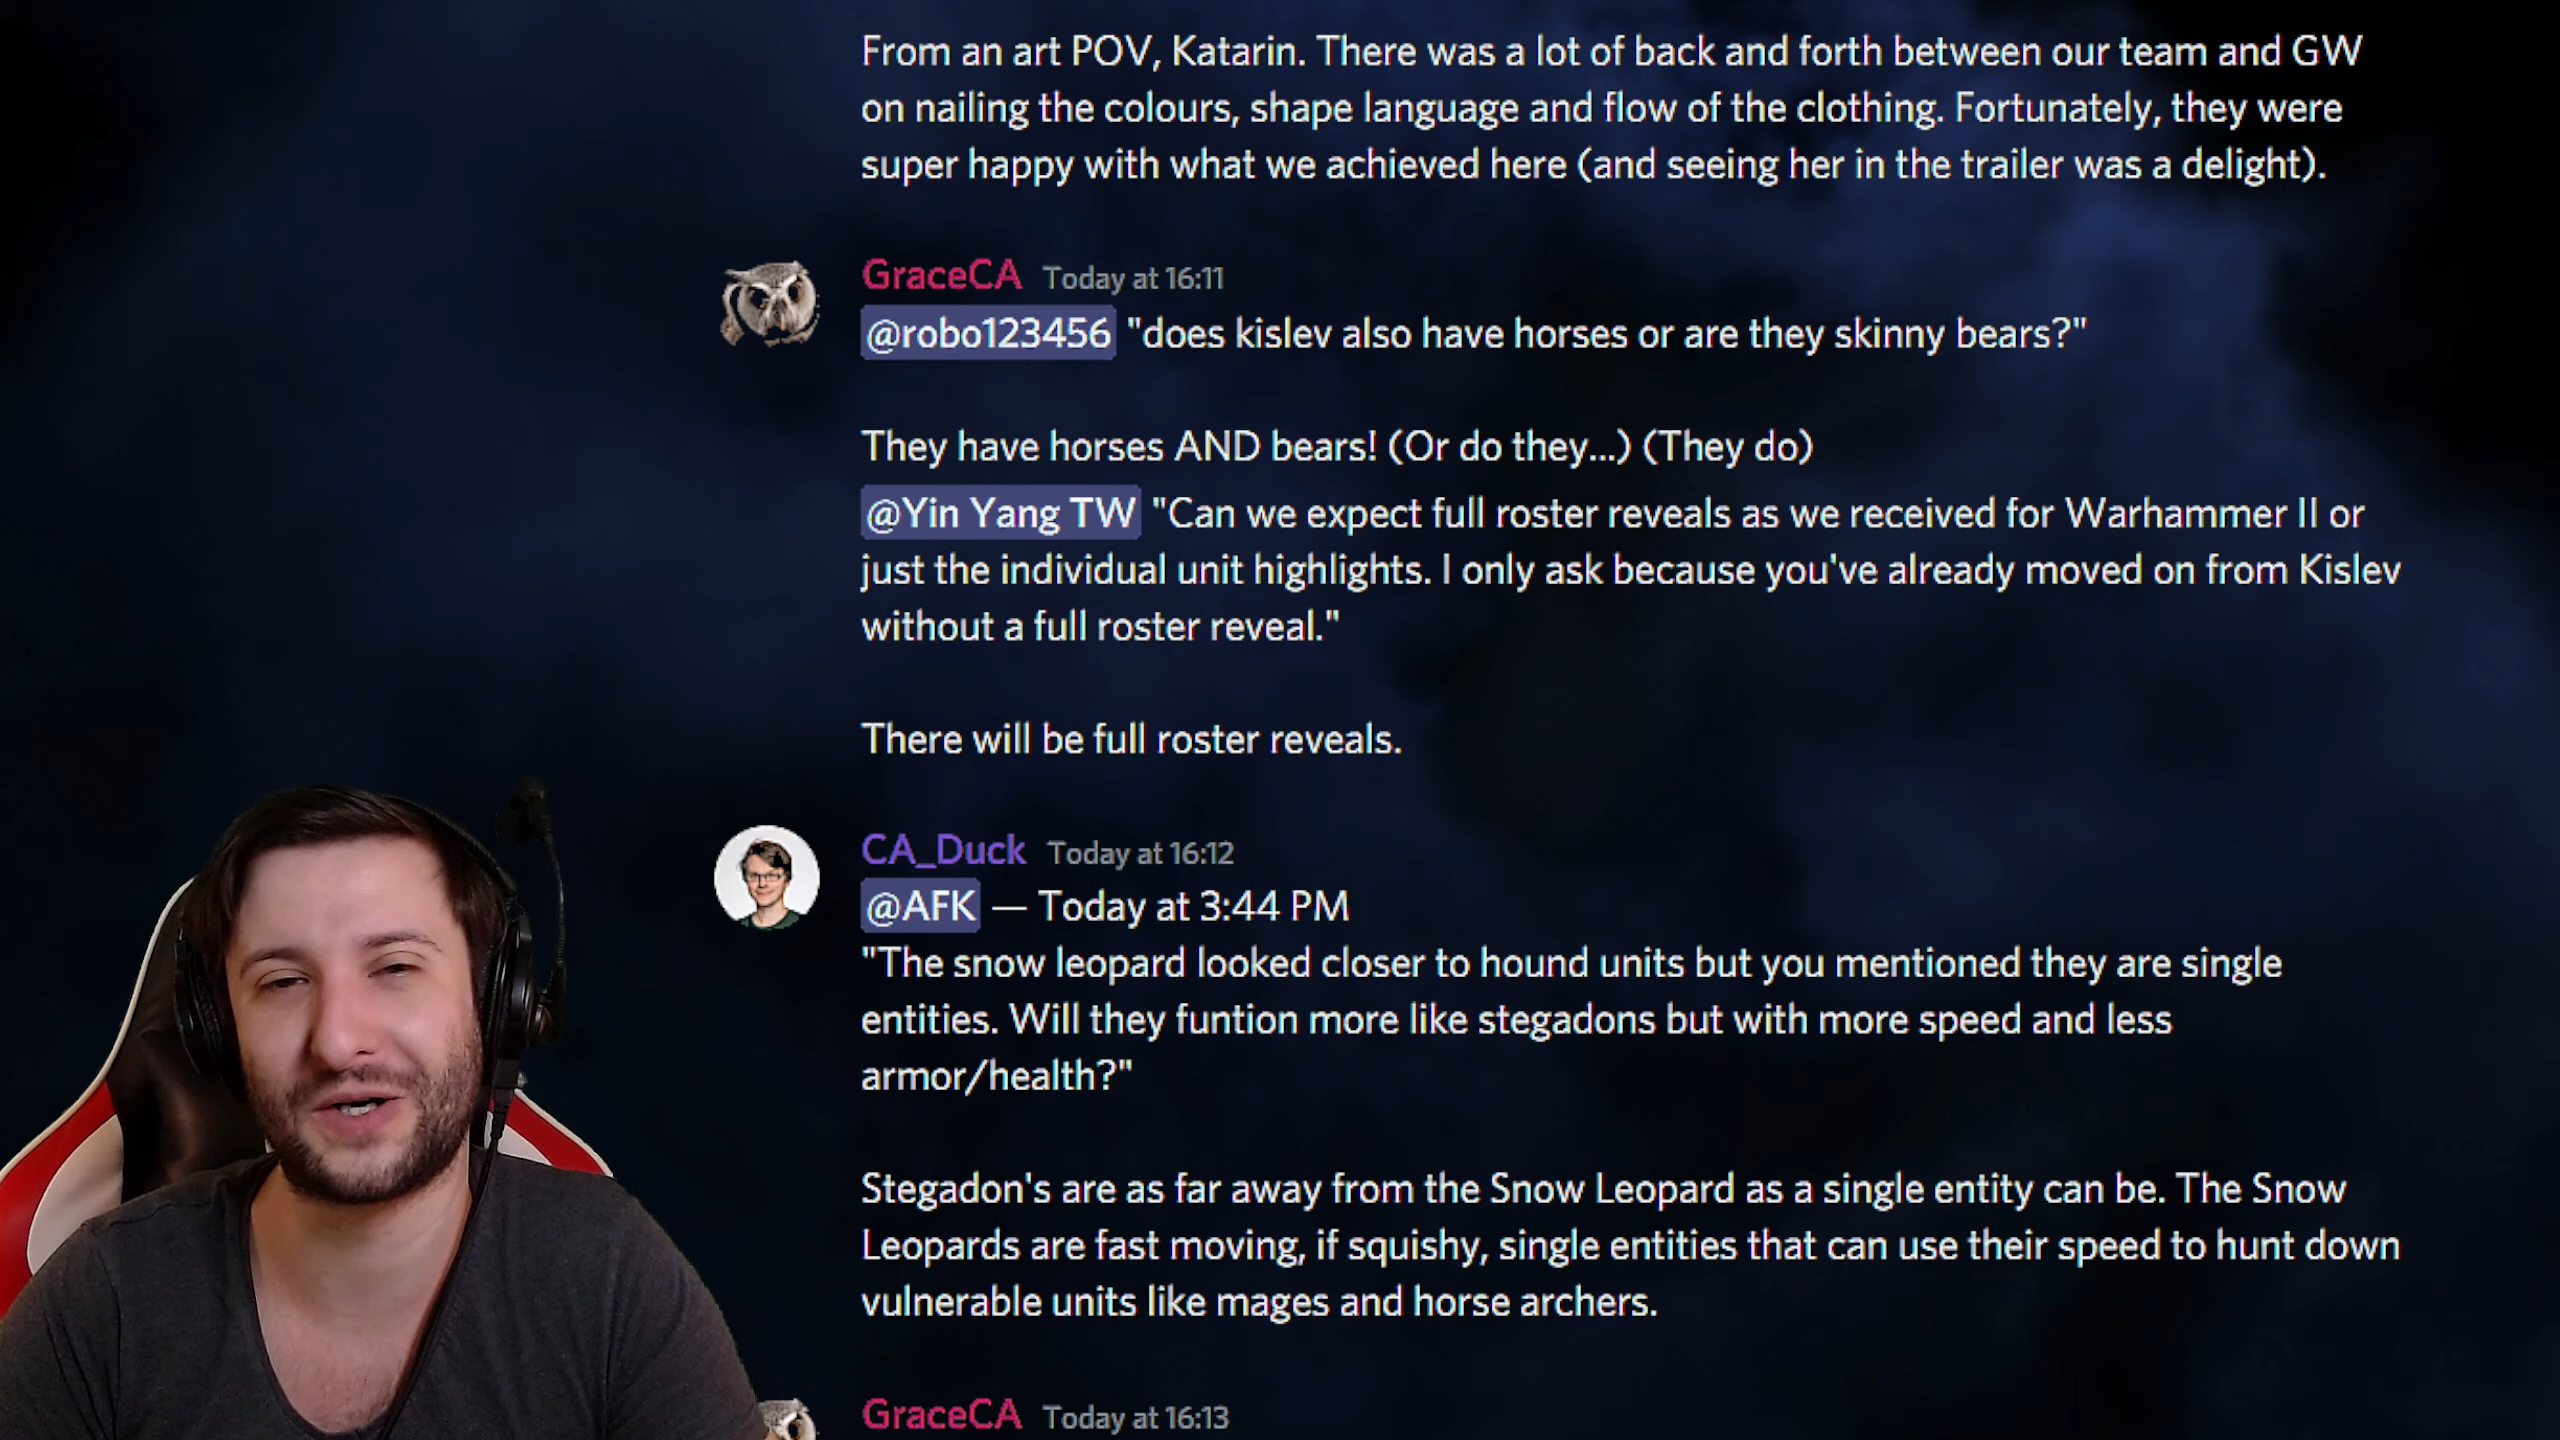 From an art POV, Katarin. There was a lot of back and forth between our team and GW
on nailing the colours, shape language and flow of the clothing. Fortunately, they were
super happy with what we achieved here (and seeing her in the trailer was a delight).
GraceCA Today at 16:11
@robo123456 "does kislev also have horses or are they skinny bears?"
They have horses AND bears! (Or do they...) (They do)
@Yin Yang TW "Can we expect full roster reveals as we received for Warhammer II or
just the individual unit highlights. I only ask because you've already moved on from Kislev
without a full roster reveal."
There will be full roster reveals.
CA_Duck Today at 16:12
@AFK — Today at 3:44 PM
"The snow leopard looked closer to hound units but you mentioned they are single
entities. Will they funtion more like stegadons but with more speed and less
armor/health?"
Stegadon's are as far away from the Snow Leopard as a single entity can be. The Snow
Leopards are fast moving, if squishy, single entities that can use their speed to hunt down
vulnerable units like mages and horse archers.
GraceCA Today at 16:13